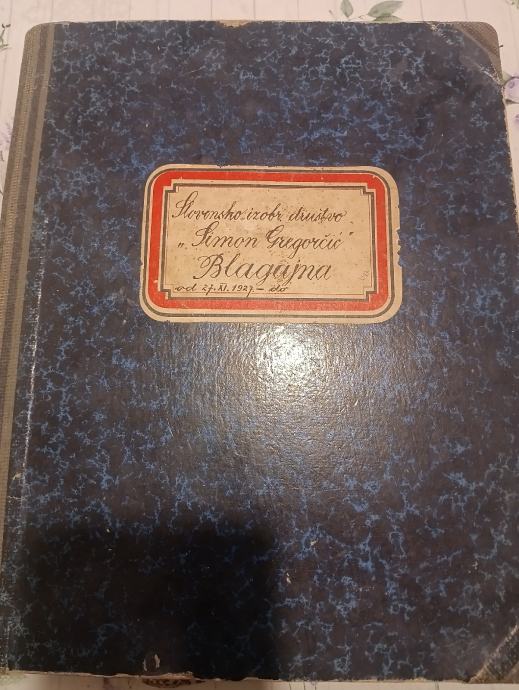 Slovensko izobr. društvo
„Simon Gregorčič"
Blagajna
od 27. XI. 1927. – do